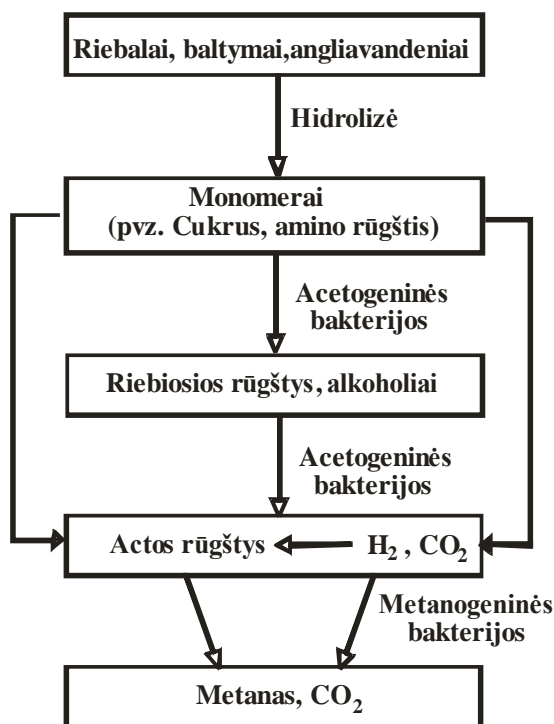 Riebalai, baltymai,angliavandeniai
Hidrolizė
Monomerai
(pvz. Cukrus, amino rūgštis)
Acetogeninės
bakterijos
Riebiosios rūgštys, alkoholiai
Acetogeninės
bakterijos
Actos rūgštys
H₂ , CO₂
Metanogeninės
bakterijos
Metanas, CO₂